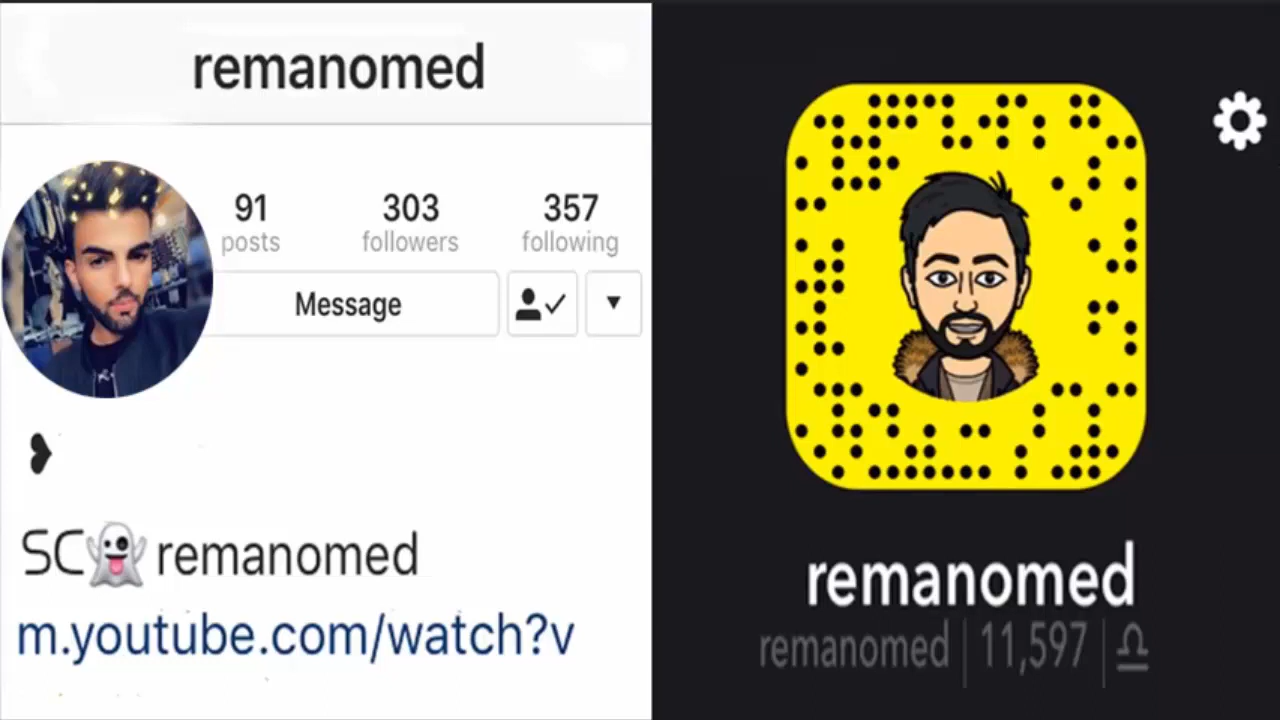 remanomed
91 303 357
posts followers following
Message
SC👻remanomed
m.youtube.com/watch?v
remanomed
remanomed | 11,597 | ♎